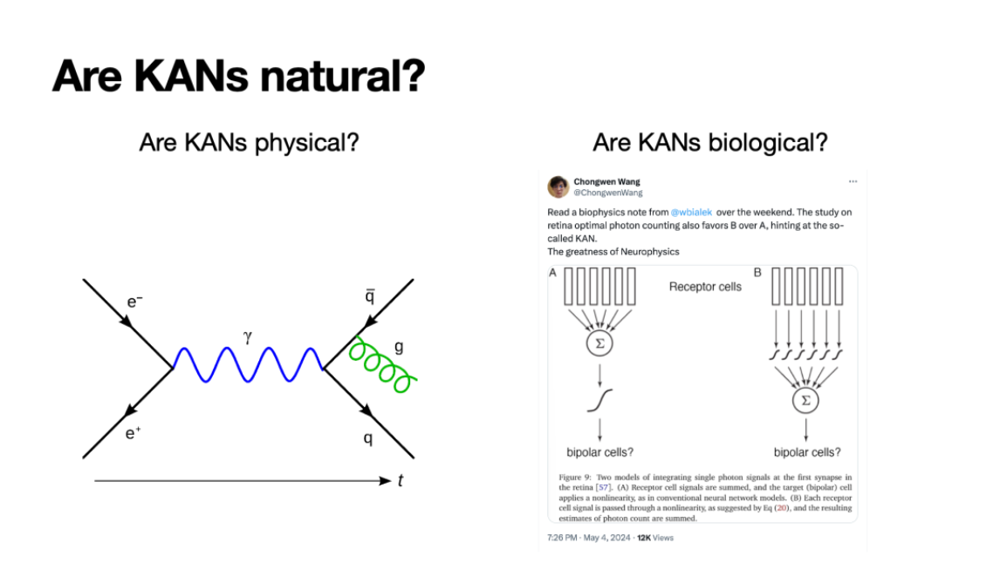 Are KANs natural?
Are KANs physical?
e⁻
γ
q̄
g
e⁺
q
t
Are KANs biological?
Chongwen Wang
@ChongwenWang
...
Read a biophysics note from @wbialek over the weekend. The study on
retina optimal photon counting also favors B over A, hinting at the so-
called KAN.
The greatness of Neurophysics
A
Receptor cells
B
Σ
Σ
bipolar cells?
bipolar cells?
Figure 9: Two models of integrating single photon signals at the first synapse in
the retina [57]. (A) Receptor cell signals are summed, and the target (bipolar) cell
applies a nonlinearity, as in conventional neural network models. (B) Each receptor
cell signal is passed through a nonlinearity, as suggested by Eq (20), and the resulting
estimates of photon count are summed.
7:26 PM · May 4, 2024 · 12K Views